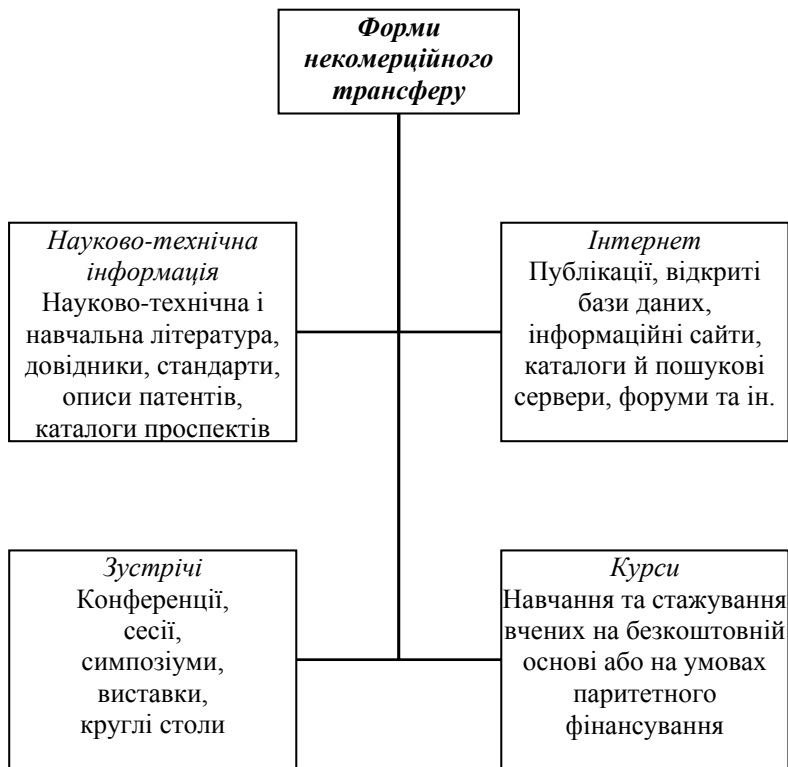 Форми
некомерційного
трансферу
Науково-технічна
інформація
Науково-технічна і
навчальна література,
довідники, стандарти,
описи патентів,
каталоги проспектів
Інтернет
Публікації, відкриті
бази даних,
інформаційні сайти,
каталоги й пошукові
сервери, форуми та ін.
Зустрічі
Конференції,
сесії,
симпозіуми,
виставки,
круглі столи
Курси
Навчання та стажування
вчених на безкоштовній
основі або на умовах
паритетного
фінансування